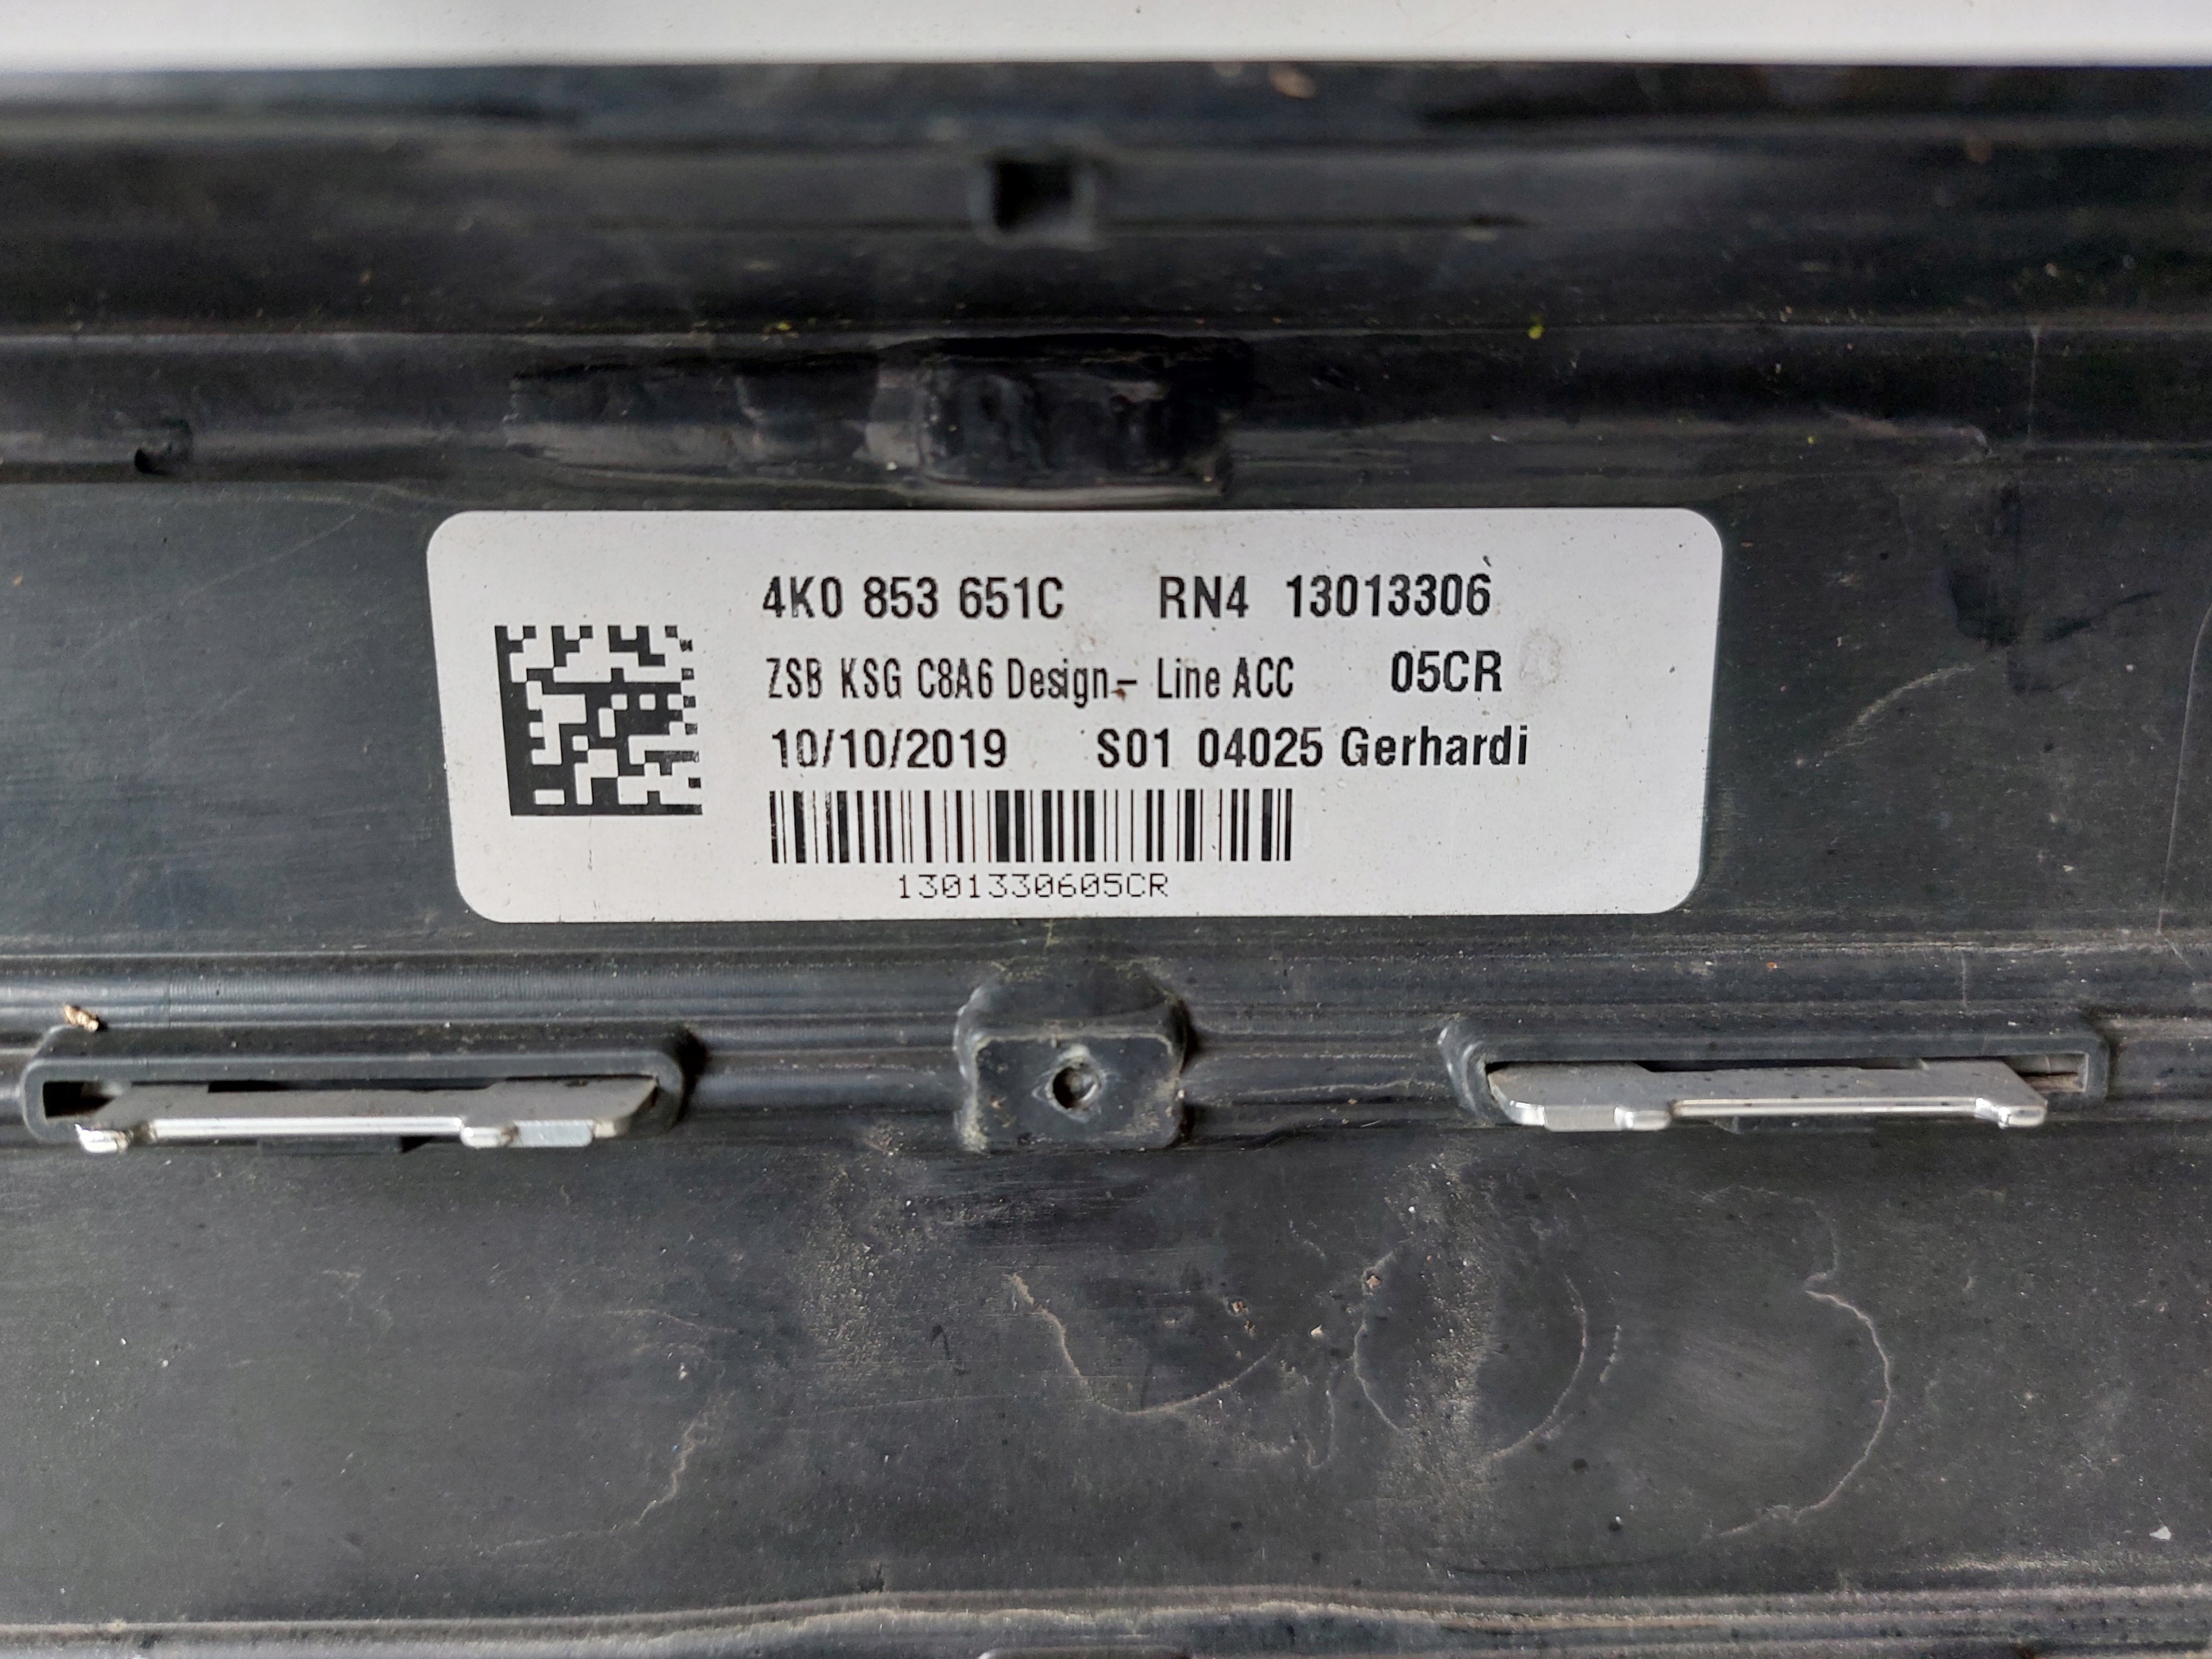 4K0 853 651C RN4 13013306
ZSB KSG C8A6 Design- Line ACC 05CR
10/10/2019 S01 04025 Gerhardi
1301330605CR